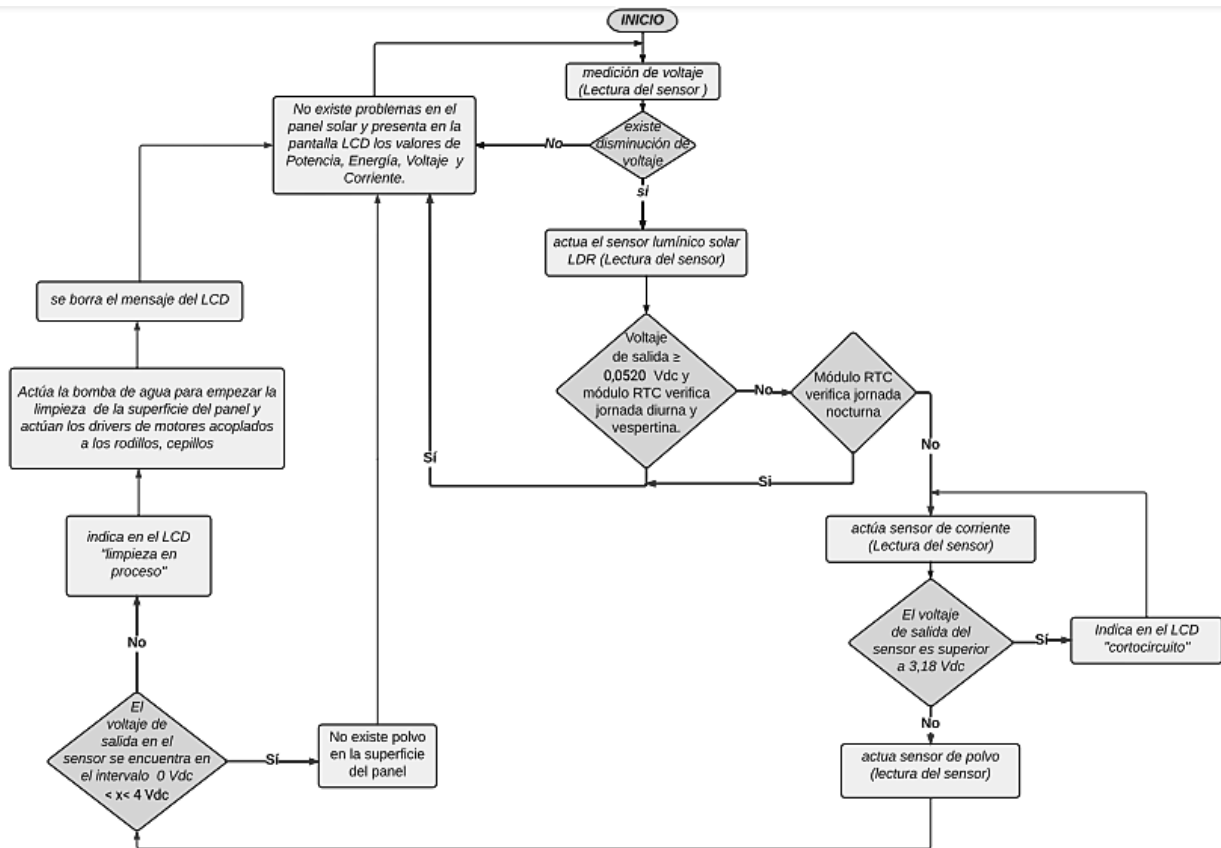 INICIO
medición de voltaje
(Lectura del sensor )
existe
disminución de
voltaje
No
si
No existe problemas en el
panel solar y presenta en la
pantalla LCD los valores de
Potencia, Energía, Voltaje y
Corriente.
actua el sensor lumínico solar
LDR (Lectura del sensor)
Voltaje
de salida ≥
0,0520 Vdc y
módulo RTC verifica
jornada diurna y
vespertina.
No
Sí
Módulo RTC
verifica jornada
nocturna
Si
No
actúa sensor de corriente
(Lectura del sensor)
El voltaje
de salida del
sensor es superior
a 3,18 Vdc
Sí
Indica en el LCD
"cortocircuito"
No
actua sensor de polvo
(lectura del sensor)
El
voltaje de
salida en el
sensor se encuentra en
el intervalo 0 Vdc
< x< 4 Vdc
Sí
No existe polvo
en la superficie
del panel
No
indica en el LCD
"limpieza en
proceso"
Actúa la bomba de agua para empezar la
limpieza de la superficie del panel y
actúan los drivers de motores acoplados
a los rodillos, cepillos
se borra el mensaje del LCD